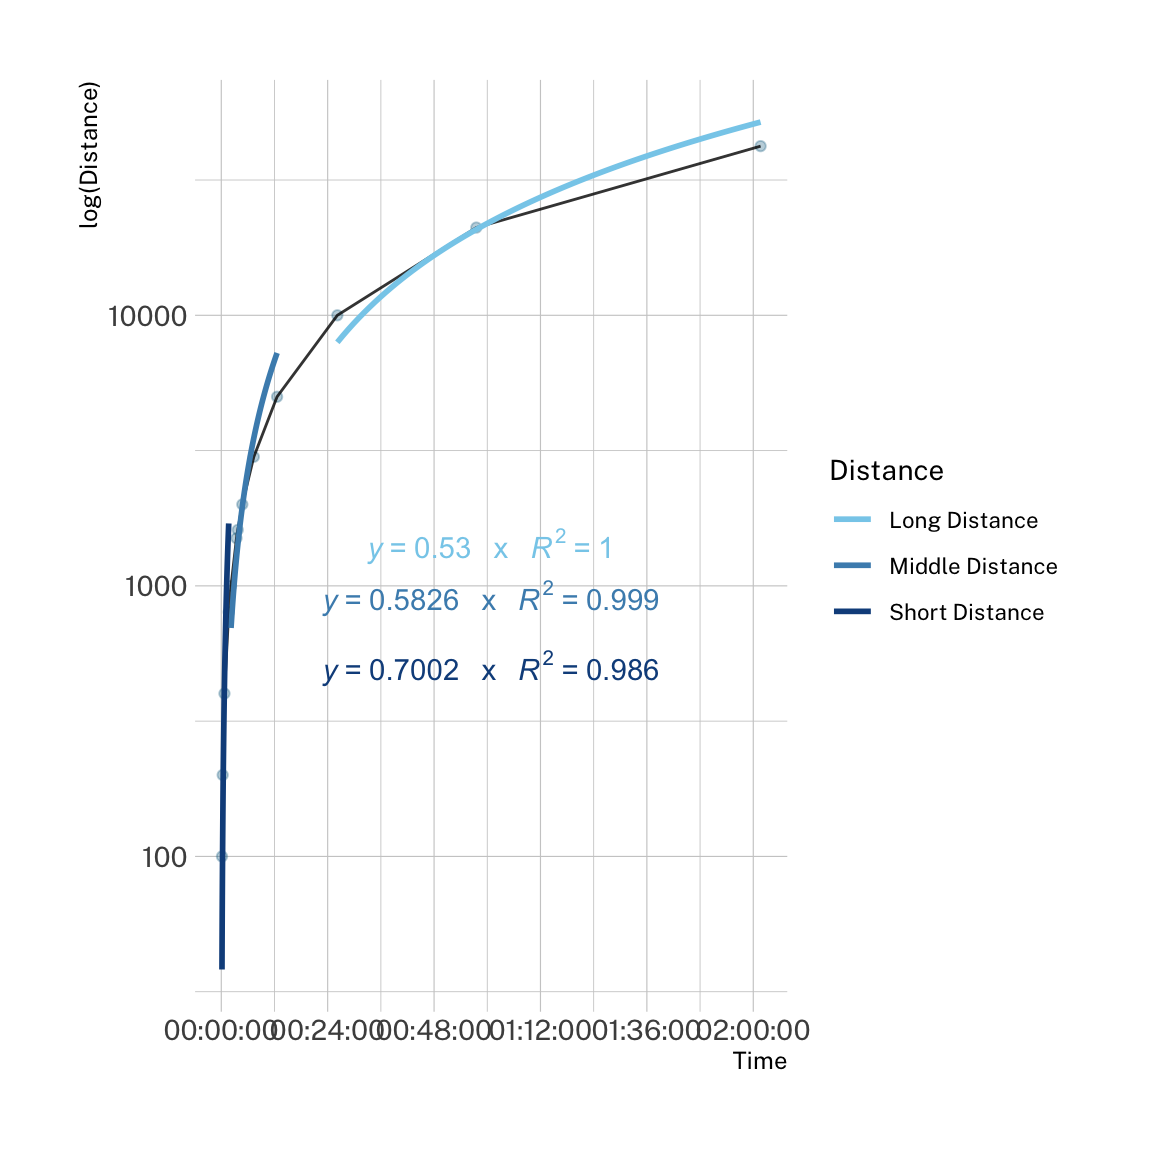 log(Distance)
10000
1000
100
y = 0.53 x R² = 1
y = 0.5826 x R² = 0.999
y = 0.7002 x R² = 0.986
00:00:00 00:24:00 00:48:00 01:12:00 01:36:00 02:00:00
Time
Distance
Long Distance
Middle Distance
Short Distance